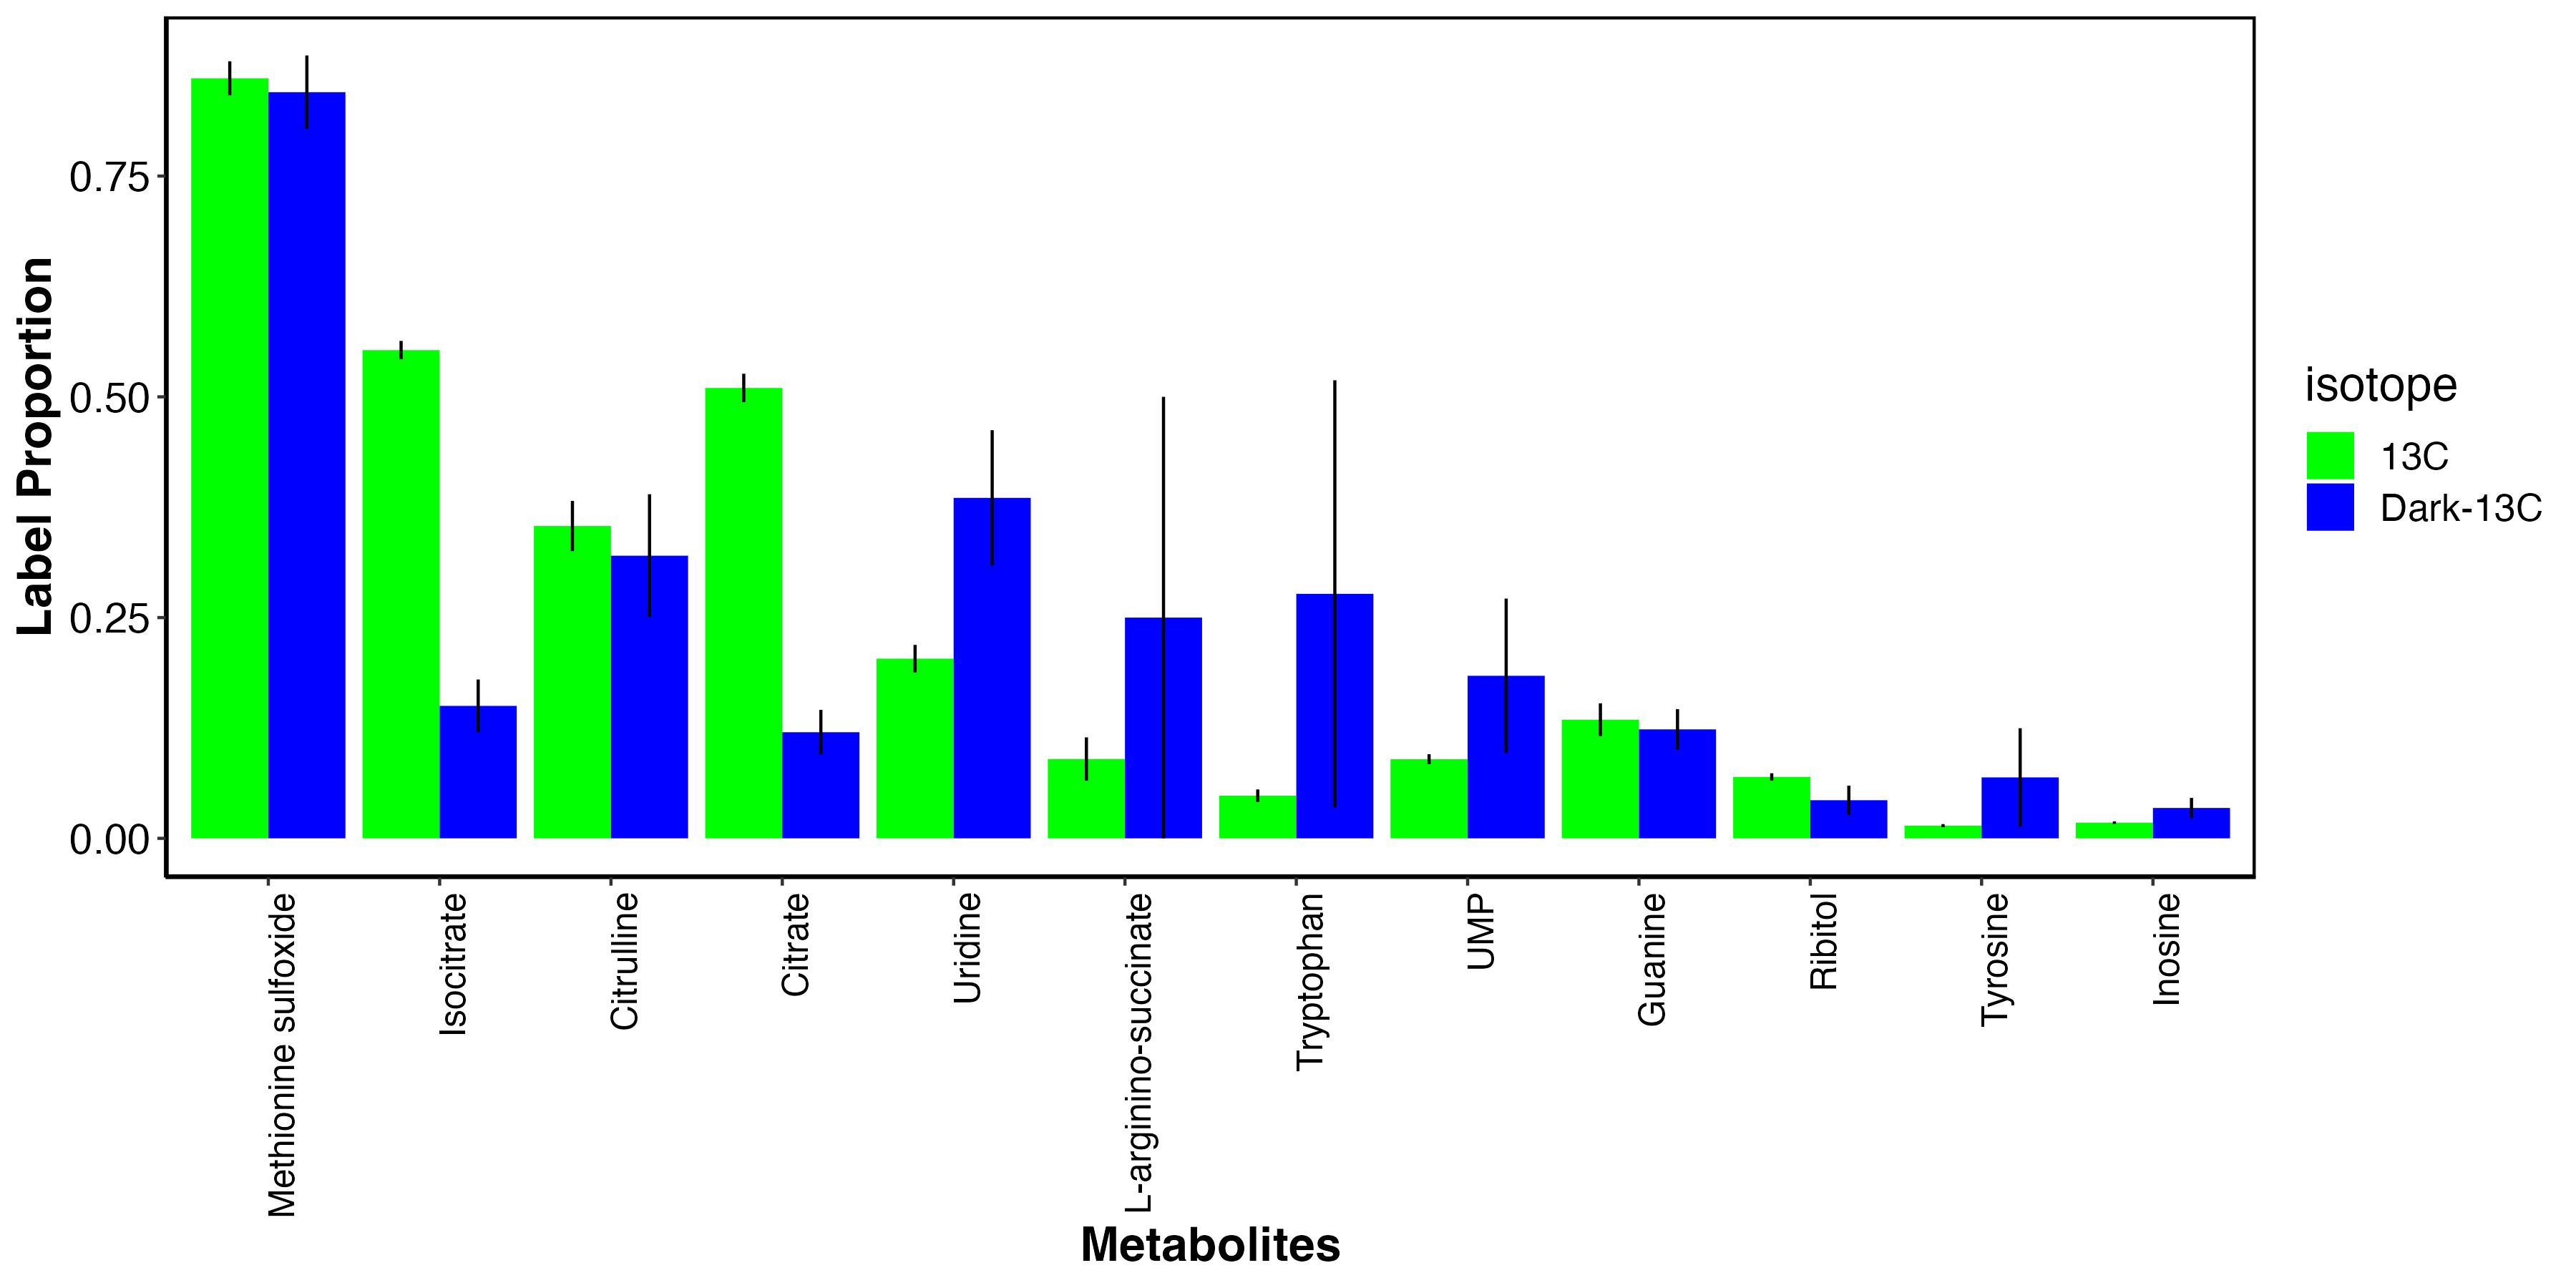 Label Proportion
0.75
0.50
0.25
0.00
Methionine sulfoxide
Isocitrate
Citrulline
Citrate
Uridine
L-arginino-succinate
Tryptophan
UMP
Guanine
Ribitol
Tyrosine
Inosine
Metabolites
isotope
13C
Dark-13C